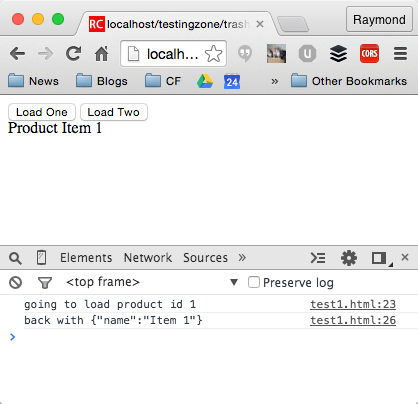 Raymond
RC localhost/testingzone/trash
localh...
CORS
News Blogs CF 24 » Other Bookmarks
Load One Load Two
Product Item 1
Elements Network Sources »
<top frame> Preserve log
going to load product id 1 test1.html:23
back with {"name":"Item 1"} test1.html:26